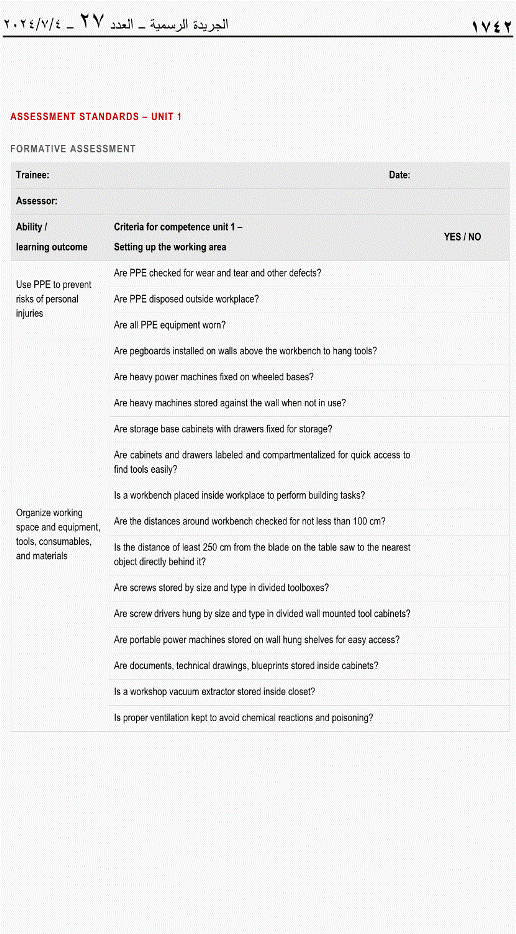 ١٧٤٢
الجريدة الرسمية – العدد ٢٧ – ٢٠٢٤/٧/٤
ASSESSMENT STANDARDS – UNIT 1
FORMATIVE ASSESSMENT
Trainee: Date:
Assessor:
Ability /
learning outcome
Criteria for competence unit 1 –
Setting up the working area
YES / NO
Use PPE to prevent
risks of personal
injuries
Are PPE checked for wear and tear and other defects?
Are PPE disposed outside workplace?
Are all PPE equipment worn?
Organize working
space and equipment,
tools, consumables,
and materials
Are pegboards installed on walls above the workbench to hang tools?
Are heavy power machines fixed on wheeled bases?
Are heavy machines stored against the wall when not in use?
Are storage base cabinets with drawers fixed for storage?
Are cabinets and drawers labeled and compartmentalized for quick access to
find tools easily?
Is a workbench placed inside workplace to perform building tasks?
Are the distances around workbench checked for not less than 100 cm?
Is the distance of least 250 cm from the blade on the table saw to the nearest
object directly behind it?
Are screws stored by size and type in divided toolboxes?
Are screw drivers hung by size and type in divided wall mounted tool cabinets?
Are portable power machines stored on wall hung shelves for easy access?
Are documents, technical drawings, blueprints stored inside cabinets?
Is a workshop vacuum extractor stored inside closet?
Is proper ventilation kept to avoid chemical reactions and poisoning?